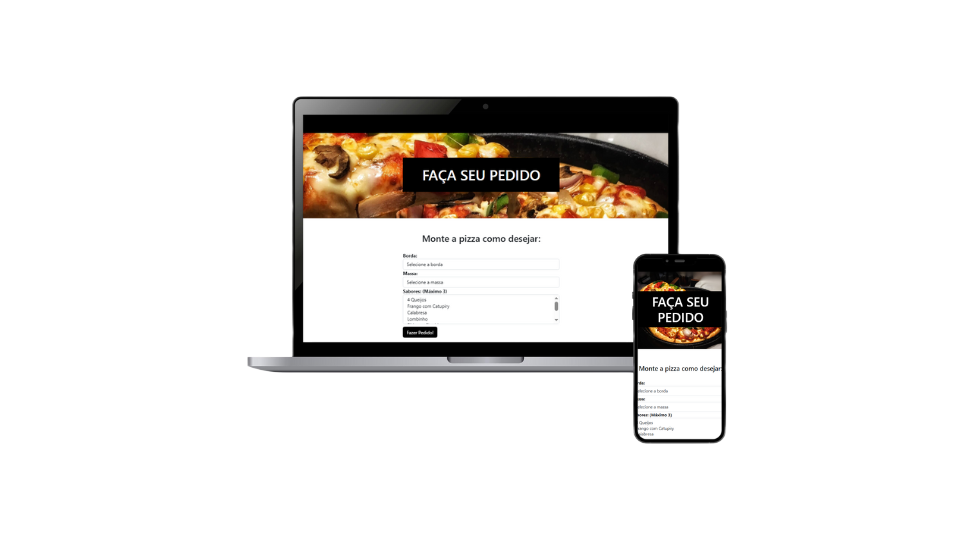 FAÇA SEU PEDIDO
Monte a pizza como desejar:
Borda:
Selecione a borda
Massa:
Selecione a massa
Sabores: (Máximo 3)
4 Queijos
Frango com Catupiry
Calabresa
Lombinho
Fazer Pedido!
FAÇA SEU
PEDIDO
Monte a pizza como desejar:
rda:
elecione a borda
elecione a massa
bores: (Máximo 3)
Queijos
rango com Catupiry
alabresa